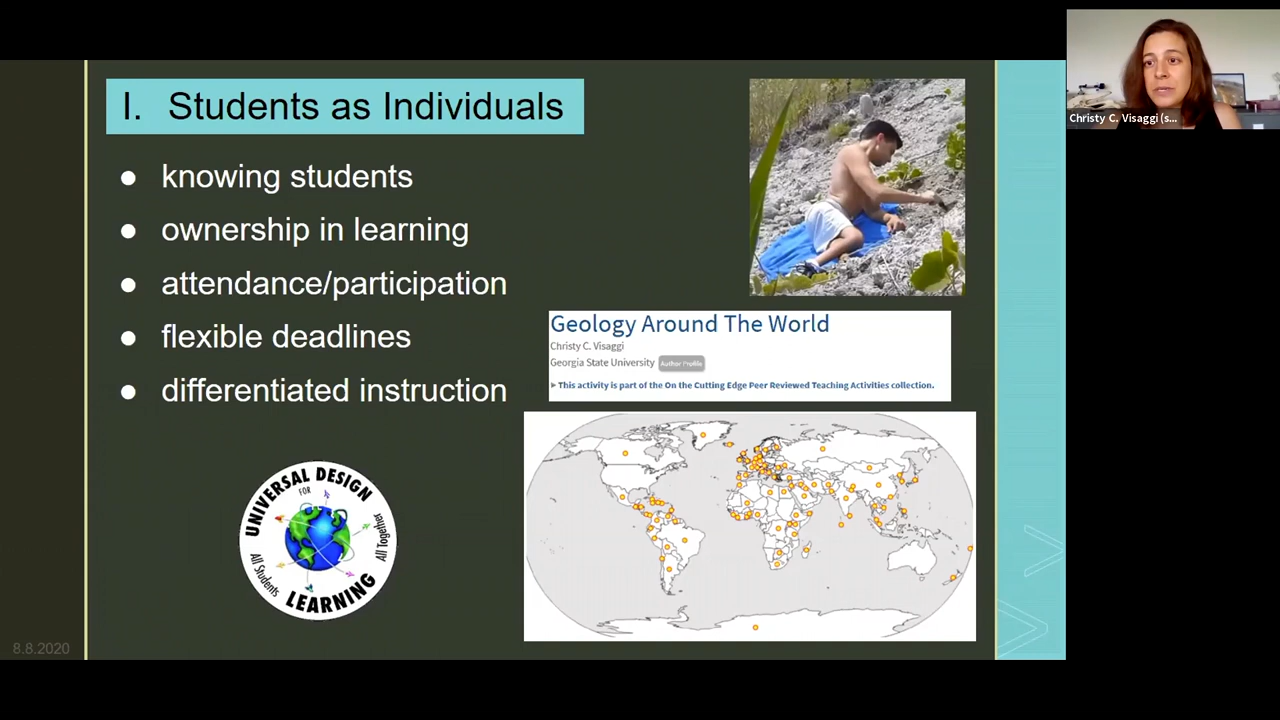 I. Students as Individuals
● knowing students
● ownership in learning
● attendance/participation
● flexible deadlines
● differentiated instruction
Geology Around The World
Christy C. Visaggi
Georgia State University Author Profile
This activity is part of the On the Cutting Edge Peer Reviewed Teaching Activities collection.
UNIVERSAL DESIGN
FOR
LEARNING
All Students
All Together
8.8.2020
Christy C. Visaggi (s...